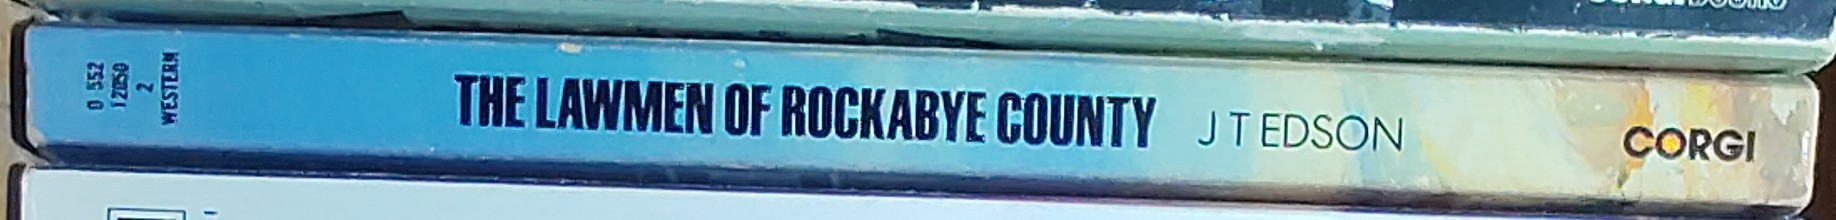 0 552
12050
2
WESTERN
THE LAWMEN OF ROCKABYE COUNTY J T EDSON CORGI